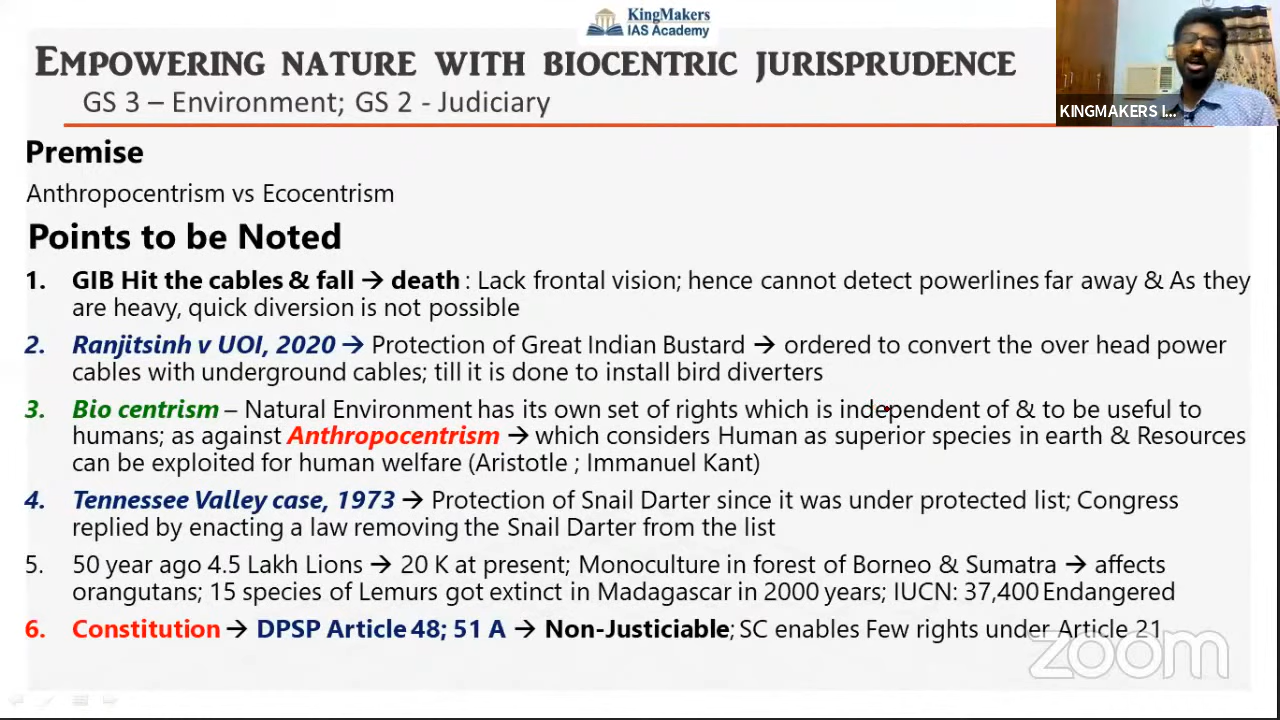 KingMakers
IAS Academy
EMPOWERING NATURE WITH BIOCENTRIC JURISPRUDENCE
GS 3 – Environment; GS 2 - Judiciary
KINGMAKERS I...
Premise
Anthropocentrism vs Ecocentrism
Points to be Noted
1. GIB Hit the cables & fall → death : Lack frontal vision; hence cannot detect powerlines far away & As they
are heavy, quick diversion is not possible
2. Ranjitsinh v UOI, 2020 → Protection of Great Indian Bustard → ordered to convert the over head power
cables with underground cables; till it is done to install bird diverters
3. Bio centrism – Natural Environment has its own set of rights which is independent of & to be useful to
humans; as against Anthropocentrism → which considers Human as superior species in earth & Resources
can be exploited for human welfare (Aristotle ; Immanuel Kant)
4. Tennessee Valley case, 1973 → Protection of Snail Darter since it was under protected list; Congress
replied by enacting a law removing the Snail Darter from the list
5. 50 year ago 4.5 Lakh Lions → 20 K at present; Monoculture in forest of Borneo & Sumatra → affects
orangutans; 15 species of Lemurs got extinct in Madagascar in 2000 years; IUCN: 37,400 Endangered
6. Constitution → DPSP Article 48; 51 A → Non-Justiciable; SC enables Few rights under Article 21
zoom